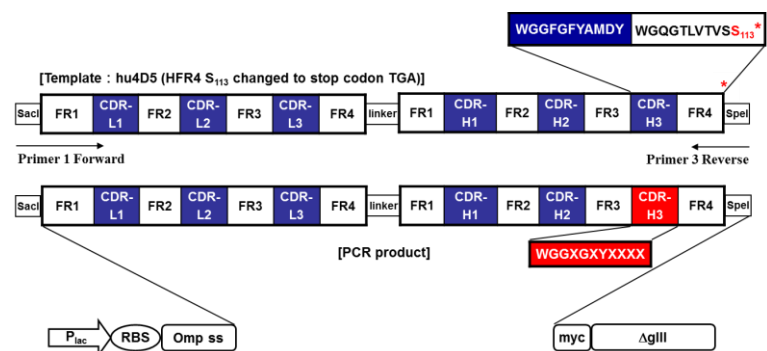 WGGFGFYAMDY WGQGTLVTVSS113*
[Template : hu4D5 (HFR4 S113 changed to stop codon TGA)]
*
SacI FR1 CDR-L1 FR2 CDR-L2 FR3 CDR-L3 FR4 linker FR1 CDR-H1 FR2 CDR-H2 FR3 CDR-H3 FR4 SpeI
Primer 1 Forward Primer 3 Reverse
SacI FR1 CDR-L1 FR2 CDR-L2 FR3 CDR-L3 FR4 linker FR1 CDR-H1 FR2 CDR-H2 FR3 CDR-H3 FR4 SpeI
[PCR product] WGGXGXYXXXX
Plac RBS Omp ss myc ΔgIII